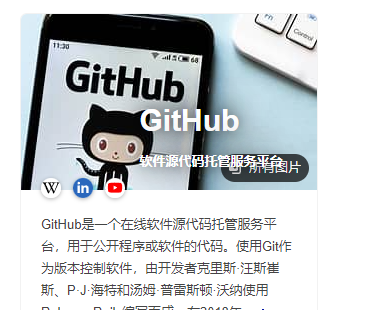 11:30
68
GitHub
Control
GitHub
软件源代码托管服务平台
所有图片
W
in
GitHub是一个在线软件源代码托管服务平
台，用于公开程序或软件的代码。使用Git作
为版本控制软件，由开发者克里斯·汪斯崔
斯、P·J·海特和汤姆·普雷斯顿·沃纳使用